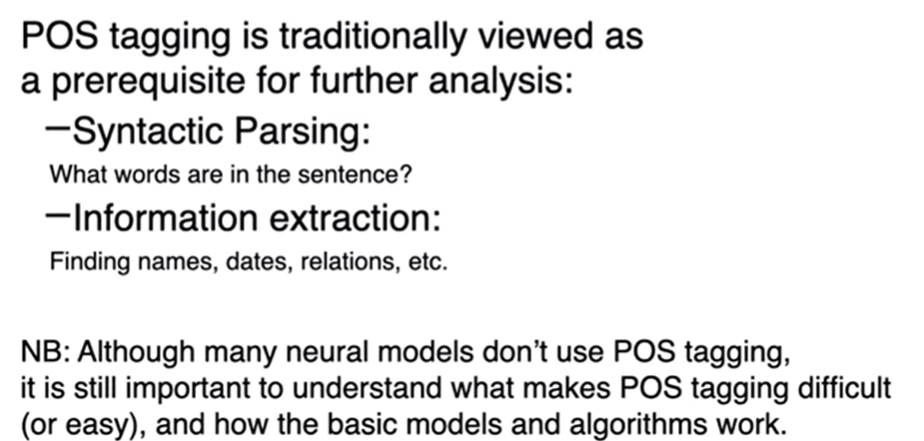 POS tagging is traditionally viewed as
a prerequisite for further analysis:
–Syntactic Parsing:
What words are in the sentence?
–Information extraction:
Finding names, dates, relations, etc.
NB: Although many neural models don’t use POS tagging,
it is still important to understand what makes POS tagging difficult
(or easy), and how the basic models and algorithms work.